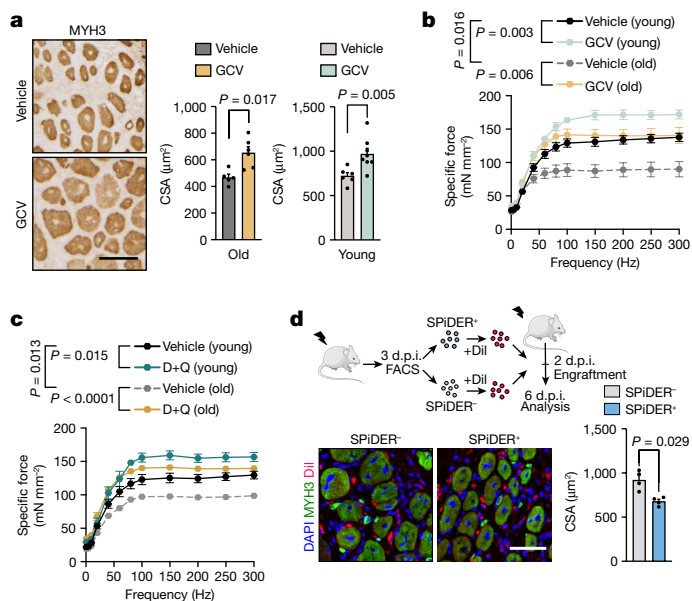 a
MYH3
Vehicle
GCV
Vehicle
GCV
P = 0.017
1,000
800
600
400
200
0
CSA (µm²)
Old
Vehicle
GCV
P = 0.005
1,500
1,000
500
0
CSA (µm²)
Young
b
P = 0.016
P = 0.003
P = 0.006
Vehicle (young)
GCV (young)
Vehicle (old)
GCV (old)
200
150
100
50
0
Specific force
(mN mm⁻²)
0 50 100 150 200 250 300
Frequency (Hz)
c
P = 0.013
P = 0.015
P < 0.0001
Vehicle (young)
D+Q (young)
Vehicle (old)
D+Q (old)
200
150
100
50
0
Specific force
(mN mm⁻²)
0 50 100 150 200 250 300
Frequency (Hz)
d
3 d.p.i.
FACS
SPiDER⁺
+DiI
+DiI
SPiDER⁻
2 d.p.i.
Engraftment
6 d.p.i.
Analysis
SPiDER⁻
SPiDER⁺
DAPI MYH3 DiI
SPiDER⁻
SPiDER⁺
P = 0.029
1,500
1,000
500
0
CSA (µm²)